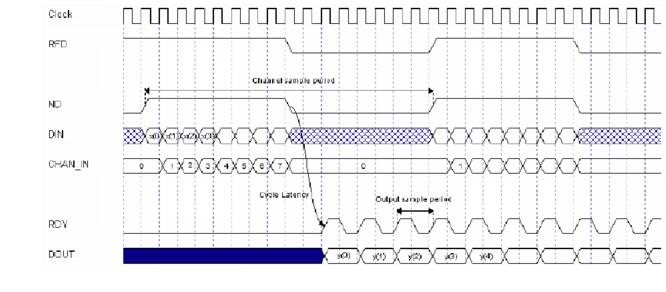 Clock
RFD
Channel sample period
ND
DIN x(0) x(1) x(2) x(3)
CHAN_IN 0 1 2 3 4 5 6 7 0 1
Cycle Latency
Output sample period
RDY
DOUT y(0) y(1) y(2) y(3) y(4)